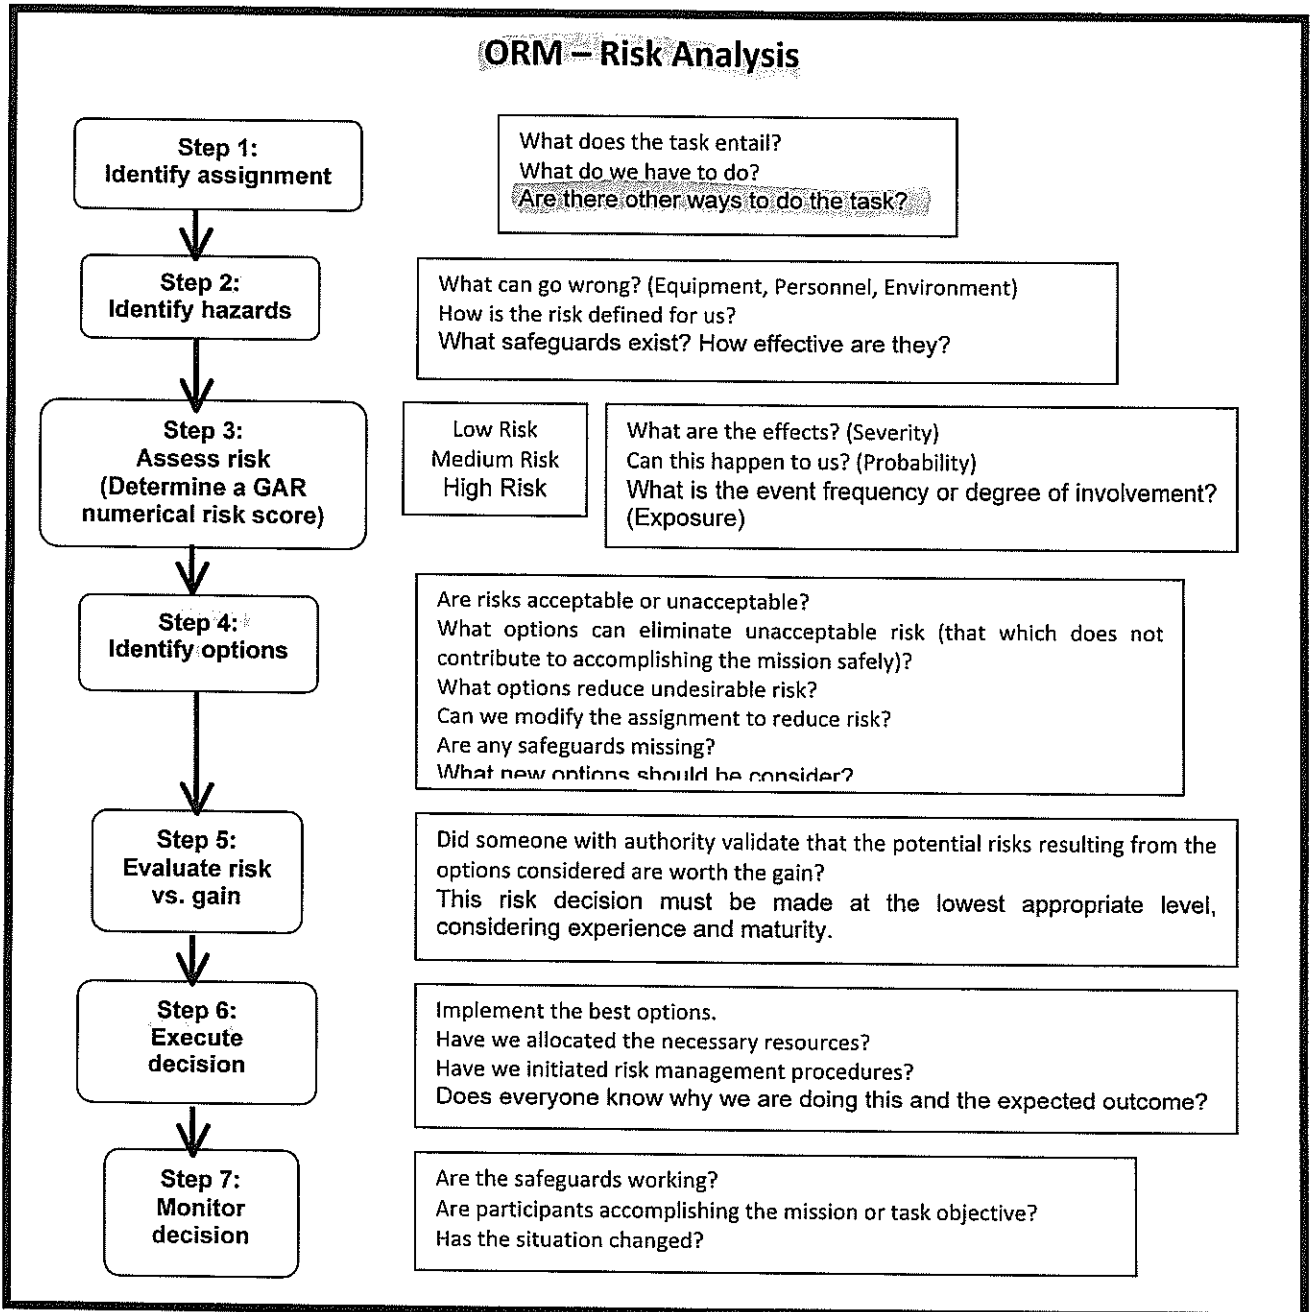 ORM – Risk Analysis
Step 1:
Identify assignment
What does the task entail?
What do we have to do?
Are there other ways to do the task?
Step 2:
Identify hazards
What can go wrong? (Equipment, Personnel, Environment)
How is the risk defined for us?
What safeguards exist? How effective are they?
Step 3:
Assess risk
(Determine a GAR
numerical risk score)
Low Risk
Medium Risk
High Risk
What are the effects? (Severity)
Can this happen to us? (Probability)
What is the event frequency or degree of involvement?
(Exposure)
Step 4:
Identify options
Are risks acceptable or unacceptable?
What options can eliminate unacceptable risk (that which does not
contribute to accomplishing the mission safely)?
What options reduce undesirable risk?
Can we modify the assignment to reduce risk?
Are any safeguards missing?
What new options should be consider?
Step 5:
Evaluate risk
vs. gain
Did someone with authority validate that the potential risks resulting from the
options considered are worth the gain?
This risk decision must be made at the lowest appropriate level,
considering experience and maturity.
Step 6:
Execute
decision
Implement the best options.
Have we allocated the necessary resources?
Have we initiated risk management procedures?
Does everyone know why we are doing this and the expected outcome?
Step 7:
Monitor
decision
Are the safeguards working?
Are participants accomplishing the mission or task objective?
Has the situation changed?